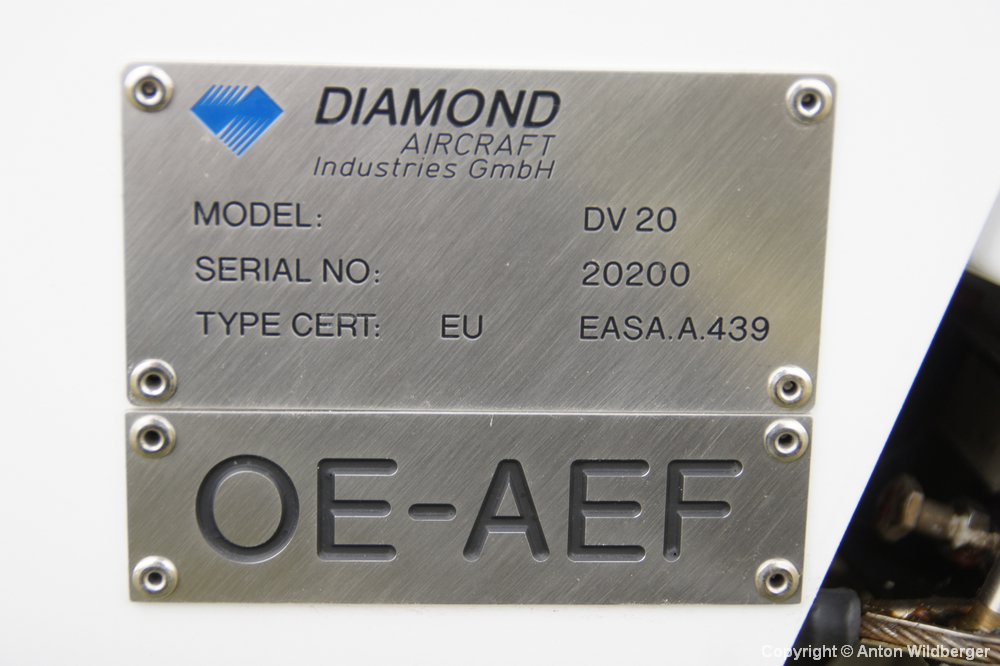 DIAMOND
AIRCRAFT
Industries GmbH
MODEL: DV 20
SERIAL NO: 20200
TYPE CERT: EU EASA.A.439
OE-AEF
Copyright © Anton Wildberger